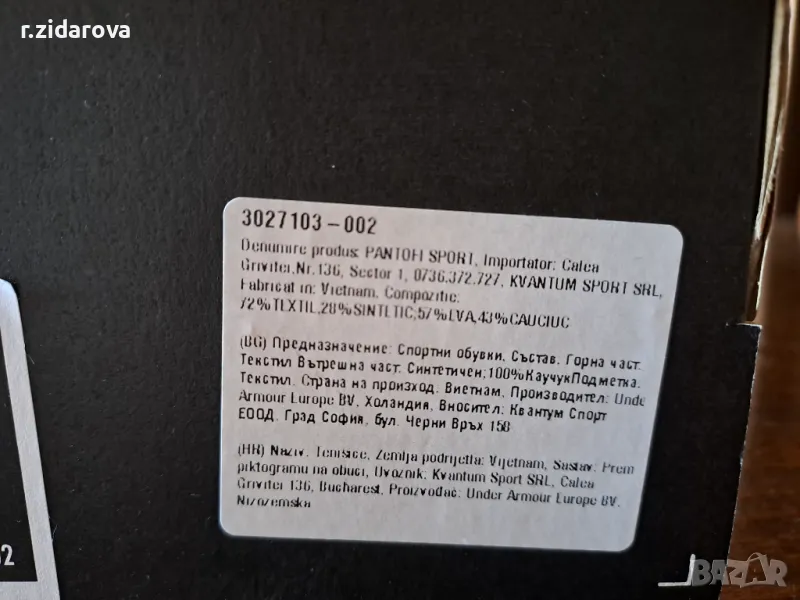 r.zidarova
3027103-002
Denumire produs: PANTOFI SPORT, Importator: Calea
Grivitei,Nr.136, Sector 1, 0736.372.727, KVANTUM SPORT SRL,
Fabricat in: Vietnam. Compozitie:
72%TEXTIL,28%SINTETIC;57%EVA,43%CAUCIUC
(BG) Предназначение: Спортни обувки. Състав. Горна част.
Текстил Вътрешна част. Синтетичен;100%КаучукПодметка.
Текстил. Страна на произход. Виетнам, Производител: Unde
Armour Europe BV, Холандия, Вносител: Квантум Спорт
ЕООД. Град София, бул. Черни Връх 158
(HR) Naziv. Tenisice, Zemlja podrijetla: Vijetnam, Sastav: Prem
piktogramu na obuci, Uvoznik: Kvantum Sport SRL, Calea
Grivitei 136, Bucharest, Proizvođac: Under Armour Europe BV.
Nizozemska
BAZAR